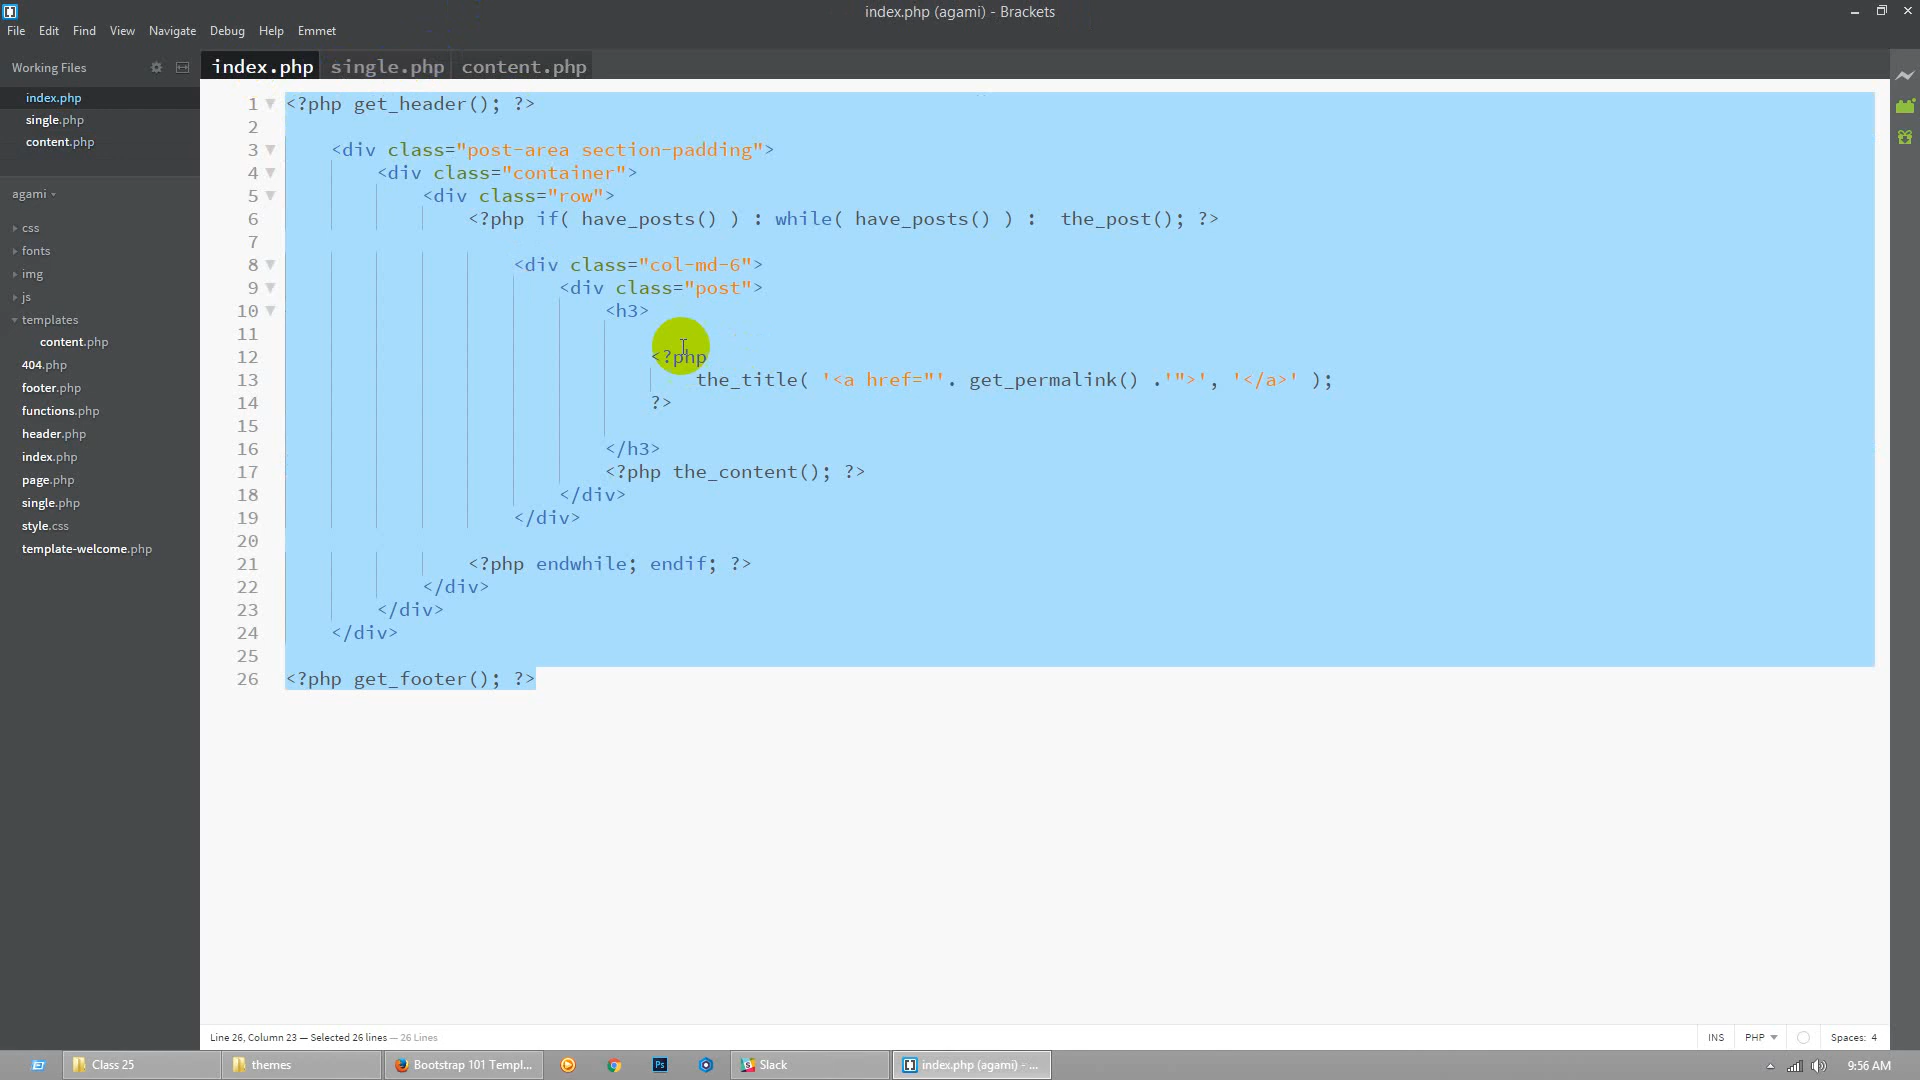 index.php (agami) - Brackets
File Edit Find View Navigate Debug Help Emmet
Working Files
index.php
single.php
content.php
agami
css
fonts
img
js
templates
content.php
404.php
footer.php
functions.php
header.php
index.php
page.php
single.php
style.css
template-welcome.php
index.php single.php content.php
1 <?php get_header(); ?>
2
3 <div class="post-area section-padding">
4 <div class="container">
5 <div class="row">
6 <?php if( have_posts() ) : while( have_posts() ) :  the_post(); ?>
7
8 <div class="col-md-6">
9 <div class="post">
10 <h3>
11
12 <?php
13 the_title( '<a href="'. get_permalink() .'">', '</a>' );
14 ?>
15
16 </h3>
17 <?php the_content(); ?>
18 </div>
19 </div>
20
21 <?php endwhile; endif; ?>
22 </div>
23 </div>
24 </div>
25
26 <?php get_footer(); ?>
Line 26, Column 23 — Selected 26 lines — 26 Lines
INS PHP Spaces: 4
Class 25 themes Bootstrap 101 Templ... Ps Slack index.php (agami) - ... 9:56 AM